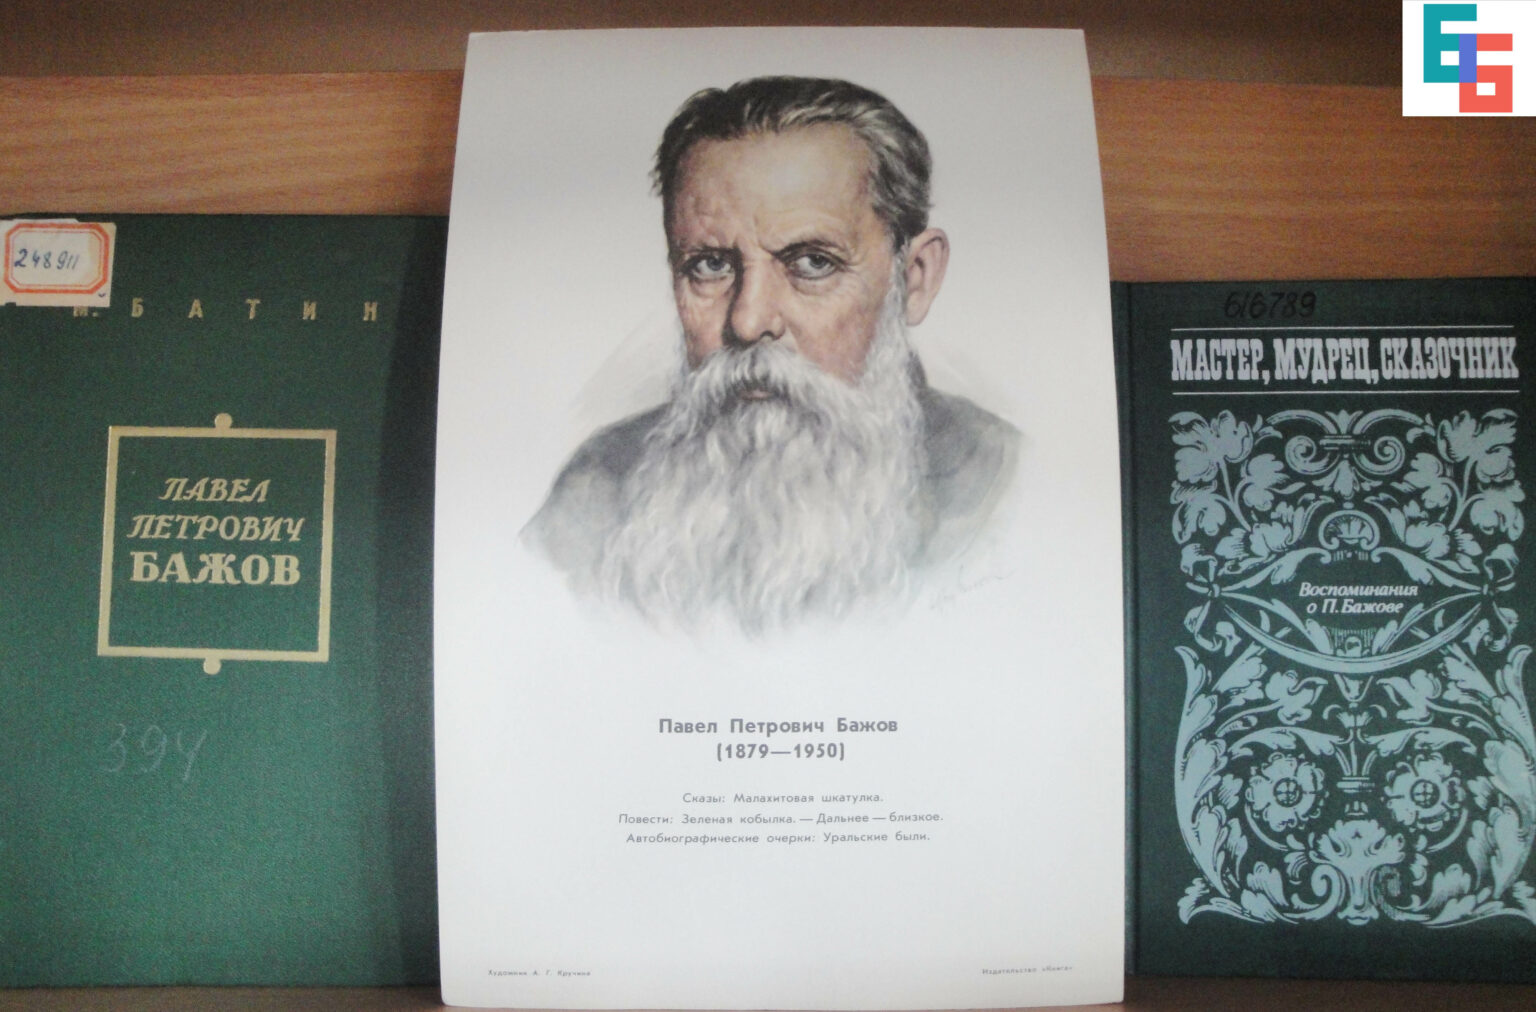 248911
М. БАТИН
ПАВЕЛ
ПЕТРОВИЧ
БАЖОВ
394
Павел Петрович Бажов
(1879—1950)
Сказы: Малахитовая шкатулка.
Повести: Зеленая кобылка. — Далънее — близкое.
Автобиографические очерки: Уральские были.
Художник А. Г. Кручина
Издательство «Книга»
616789
МАСТЕР, МУДРЕЦ, СКАЗОЧНИК
Воспоминания
о П. Бажове